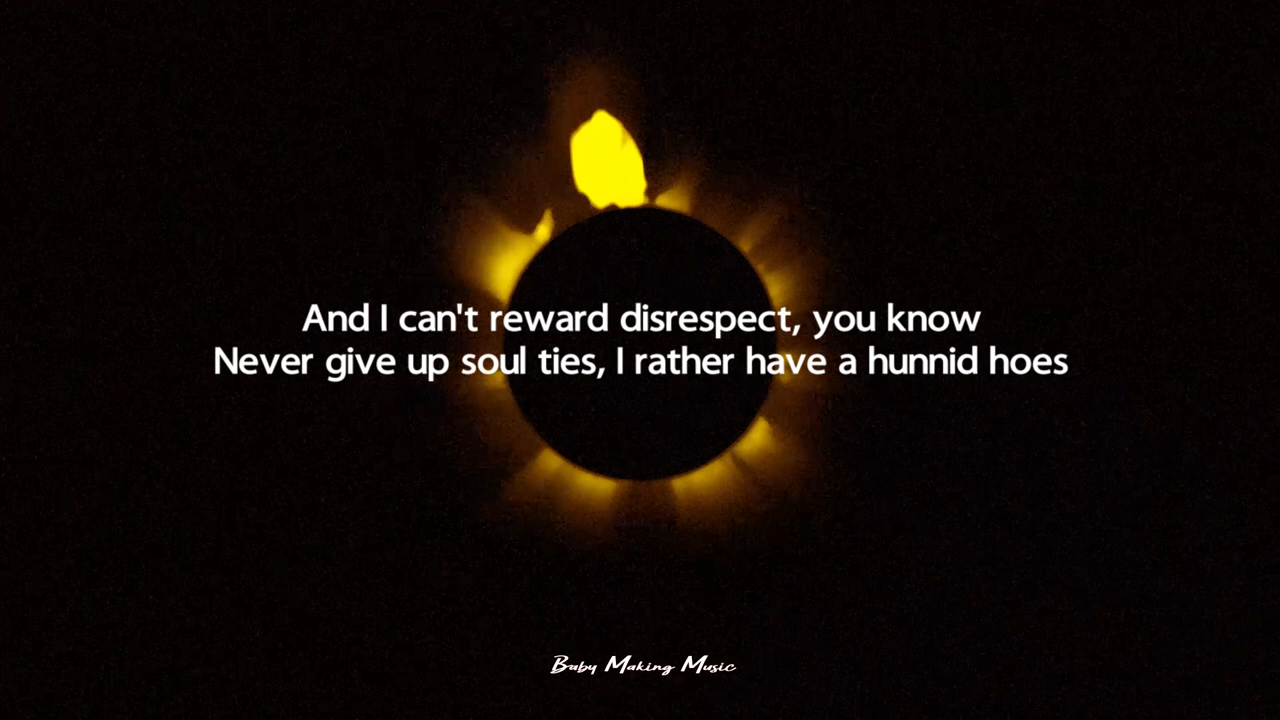 And I can't reward disrespect, you know
Never give up soul ties, I rather have a hunnid hoes
Baby Making Music